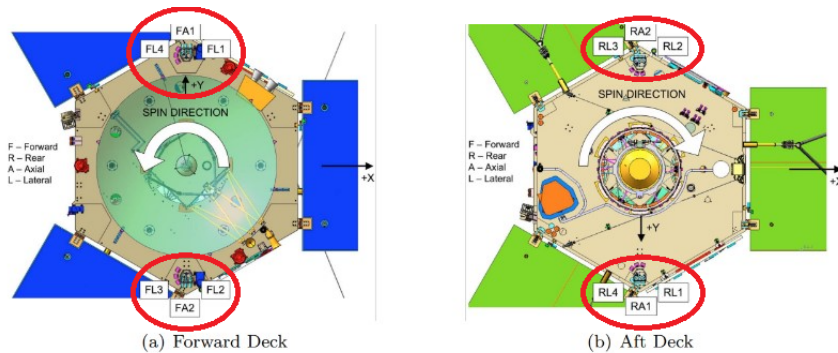 FA1
FL4 FL1
+Y
SPIN DIRECTION
F – Forward
R – Rear
A – Axial
L – Lateral
+X
FL3 FL2
FA2
(a) Forward Deck
RA2
RL3 RL2
SPIN DIRECTION
F – Forward
R – Rear
A – Axial
L – Lateral
+Y
RL4 RL1
RA1
(b) Aft Deck